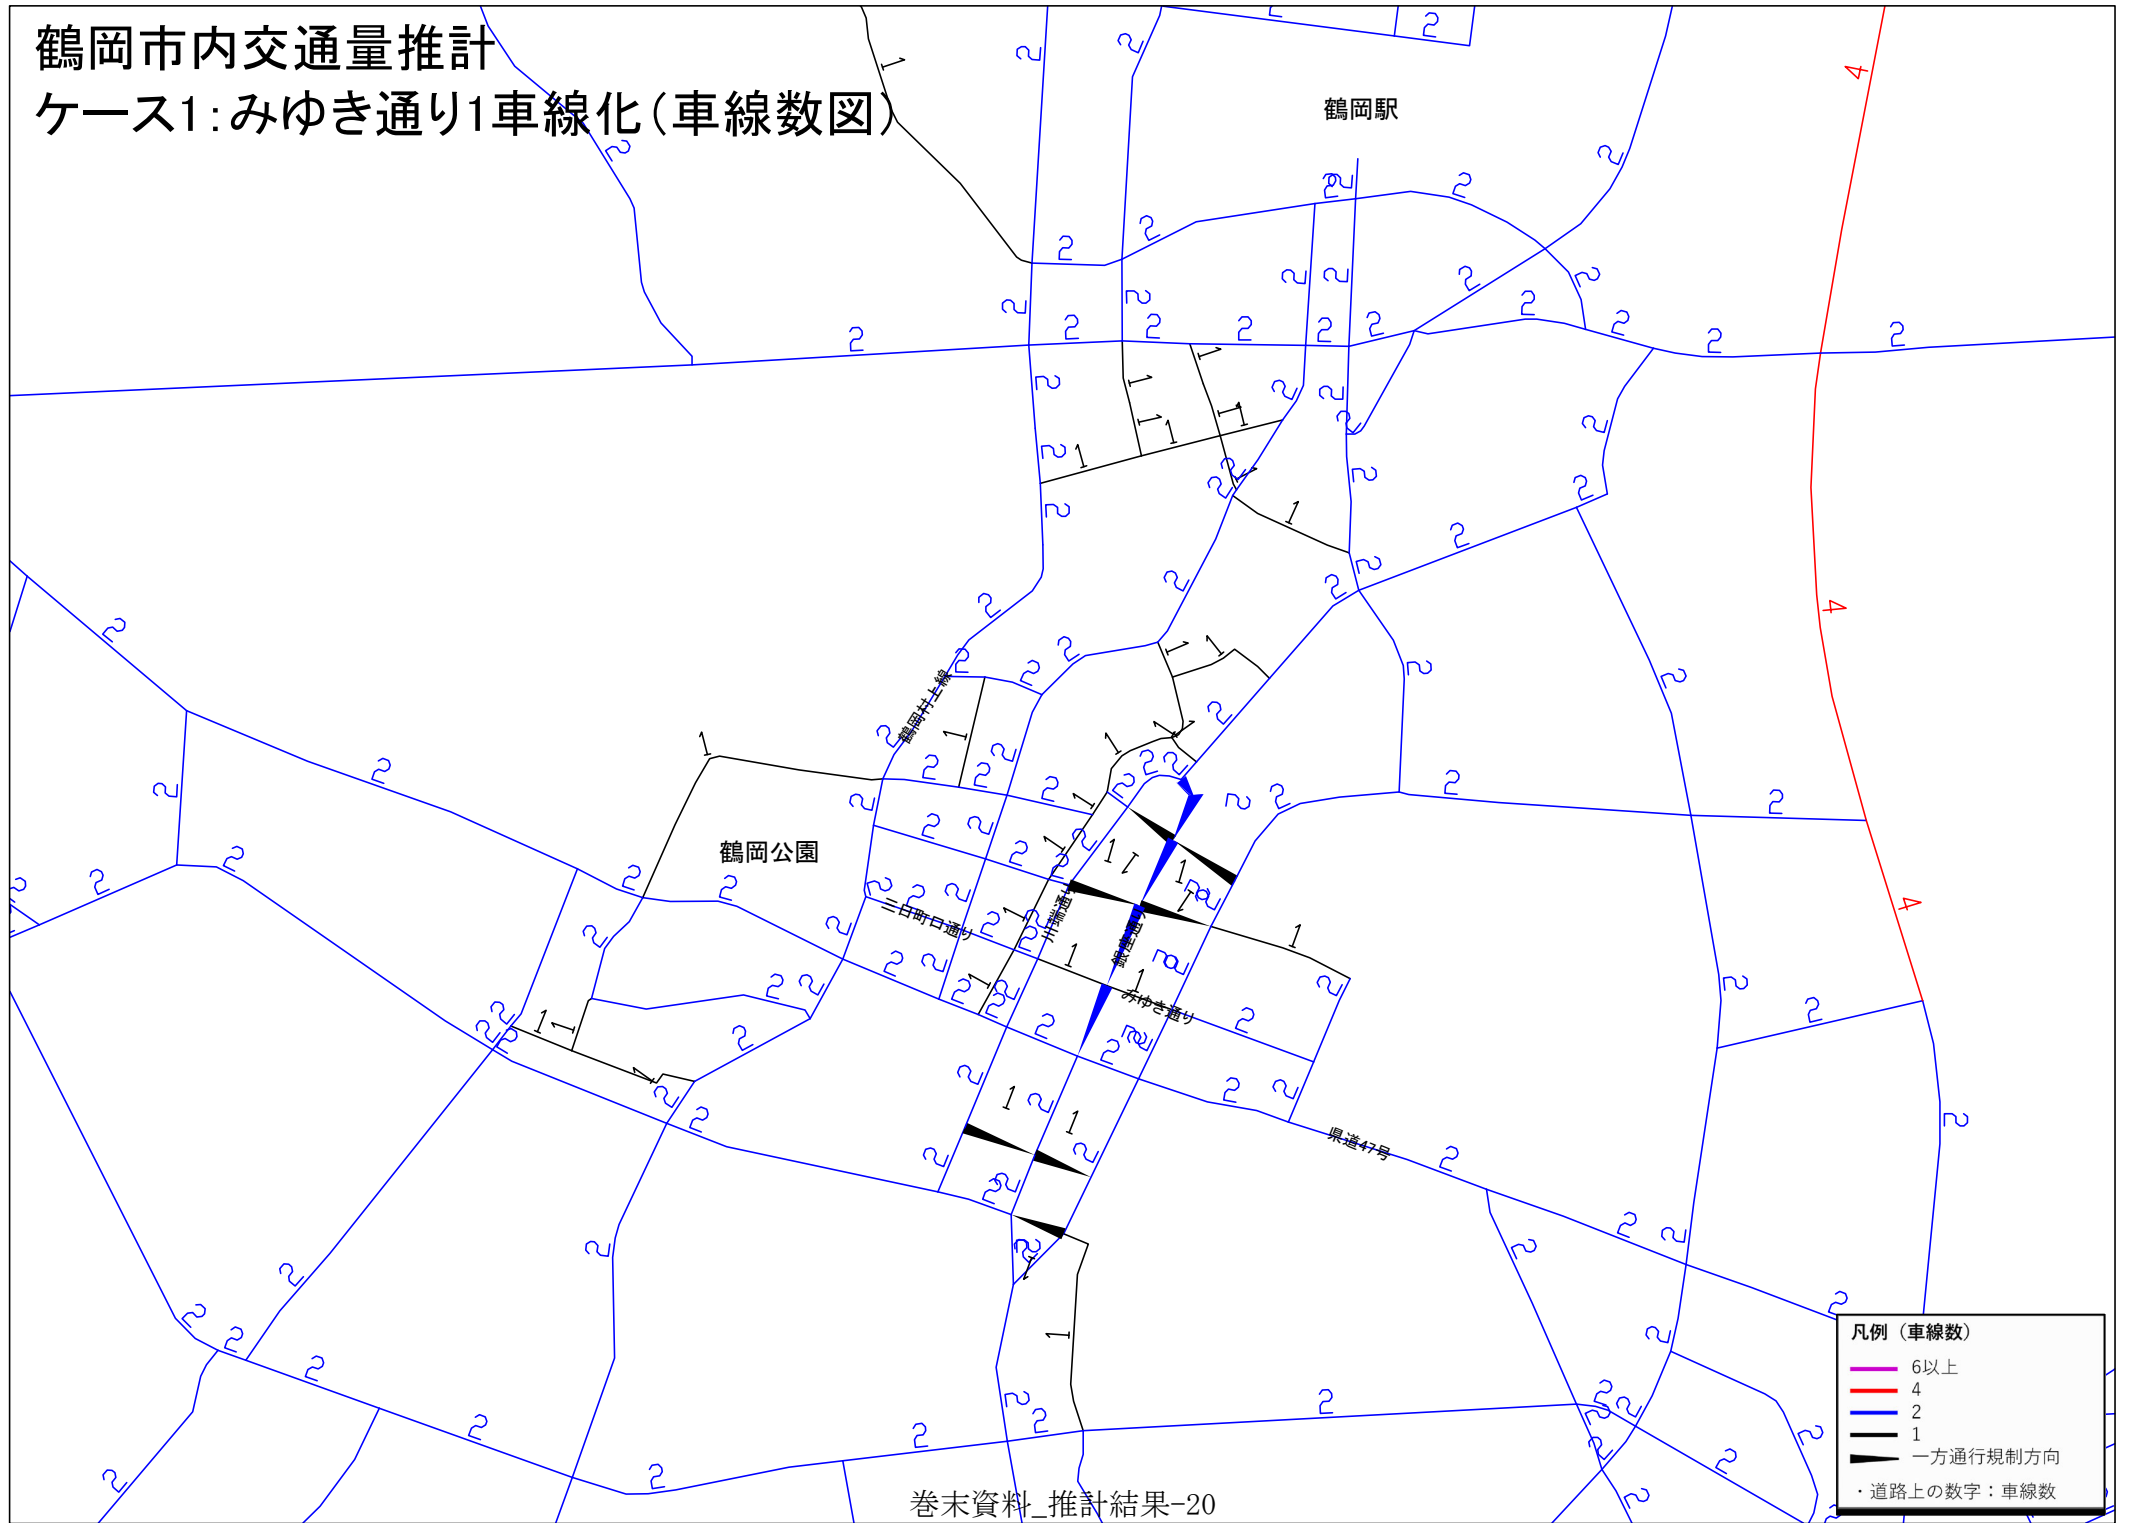 鶴岡市内交通量推計
ケース1:みゆき通り1車線化(車線数図)
鶴岡駅
鶴岡村上線
鶴岡公園
三日町口通り
川端通り
銀座通り
みゆき通り
県道47号
凡例（車線数）
6以上
4
2
1
一方通行規制方向
・道路上の数字：車線数
巻末資料_推計結果-20